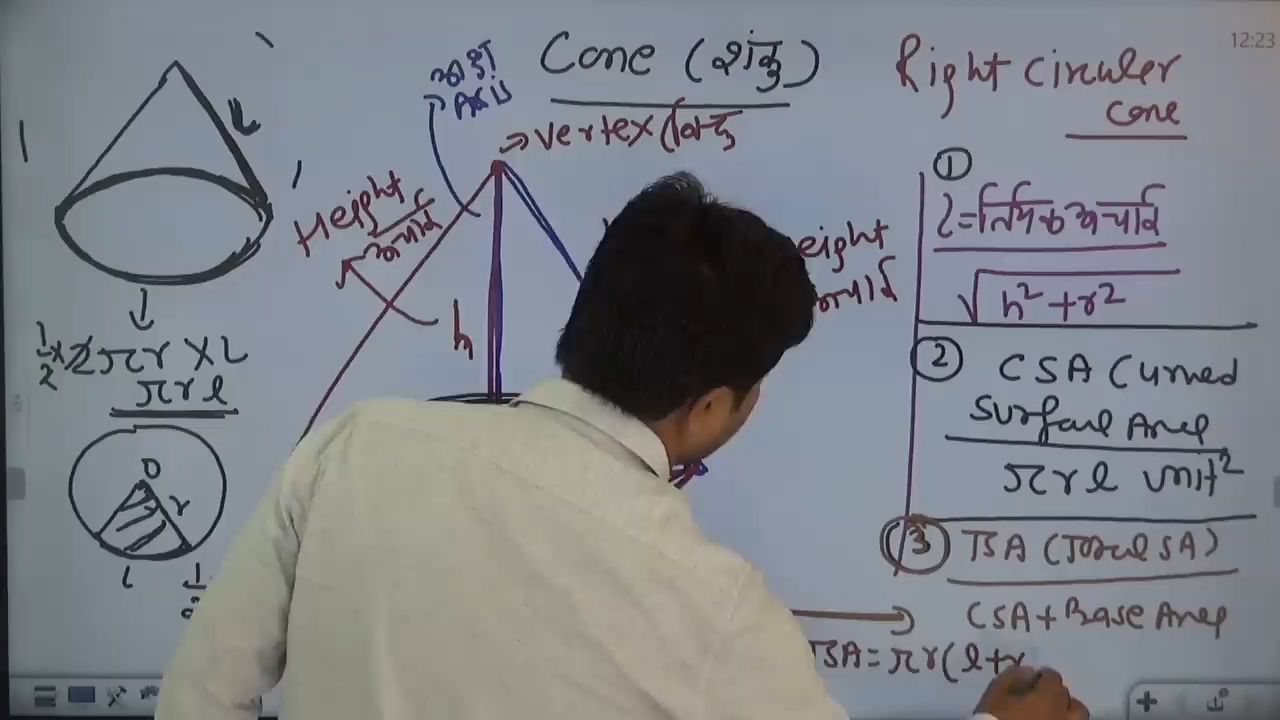 12:23
Cone (शंकु)
Right Circuler
Cone
अक्ष
Axis
vertex
Height
h
eight
L
①
l=तिर्यक ऊचाई
√h²+r²
②
CSA (Curved
Surface Area
πrl unit²
③
TSA (Total SA)
CSA+Base Area
TSA=πr(l+r
1/2×2πr×L
πrl
O
r
l